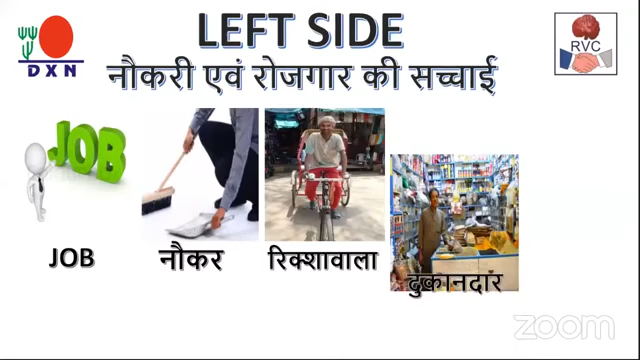 LEFT SIDE
नौकरी एवं रोजगार की सच्चाई
DXN
RVC
JOB
JOB
नौकर
रिक्शावाला
दुकानदार
zoom